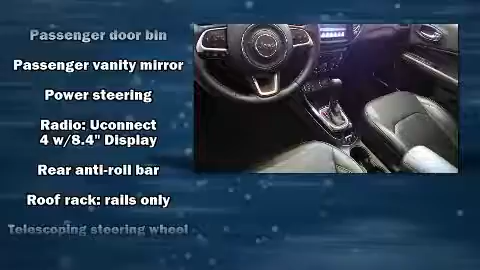 Passenger door bin
Passenger vanity mirror
Power steering
Radio: Uconnect
4 w/8.4" Display
Rear anti-roll bar
Roof rack: rails only
Telescoping steering wheel